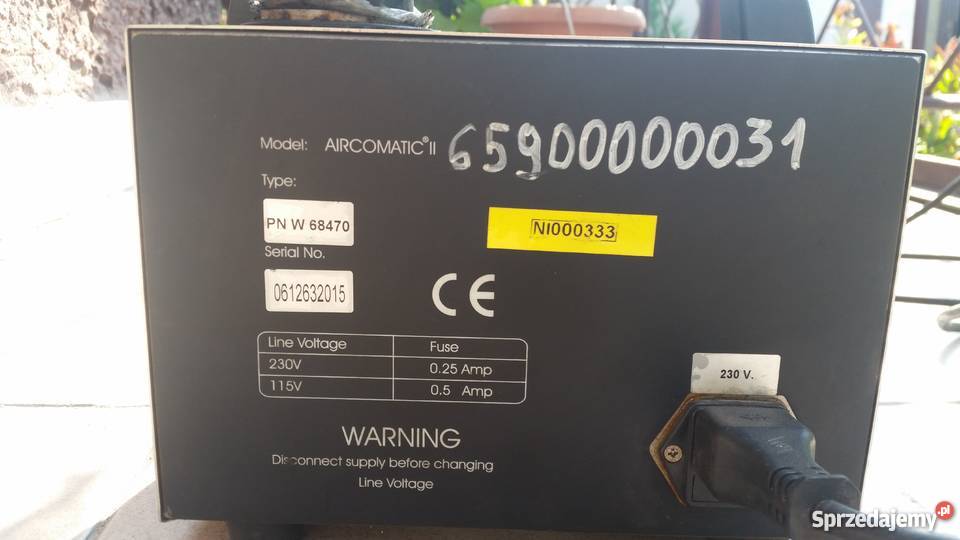 Model: AIRCOMATIC® II 65900000031
Type:
PN W 68470
NI000333
Serial No.
0612632015
CE
Line Voltage Fuse
230V 0.25 Amp
115V 0.5 Amp
230 V.
WARNING
Disconnect supply before changing
Line Voltage
Sprzedajemy.pl